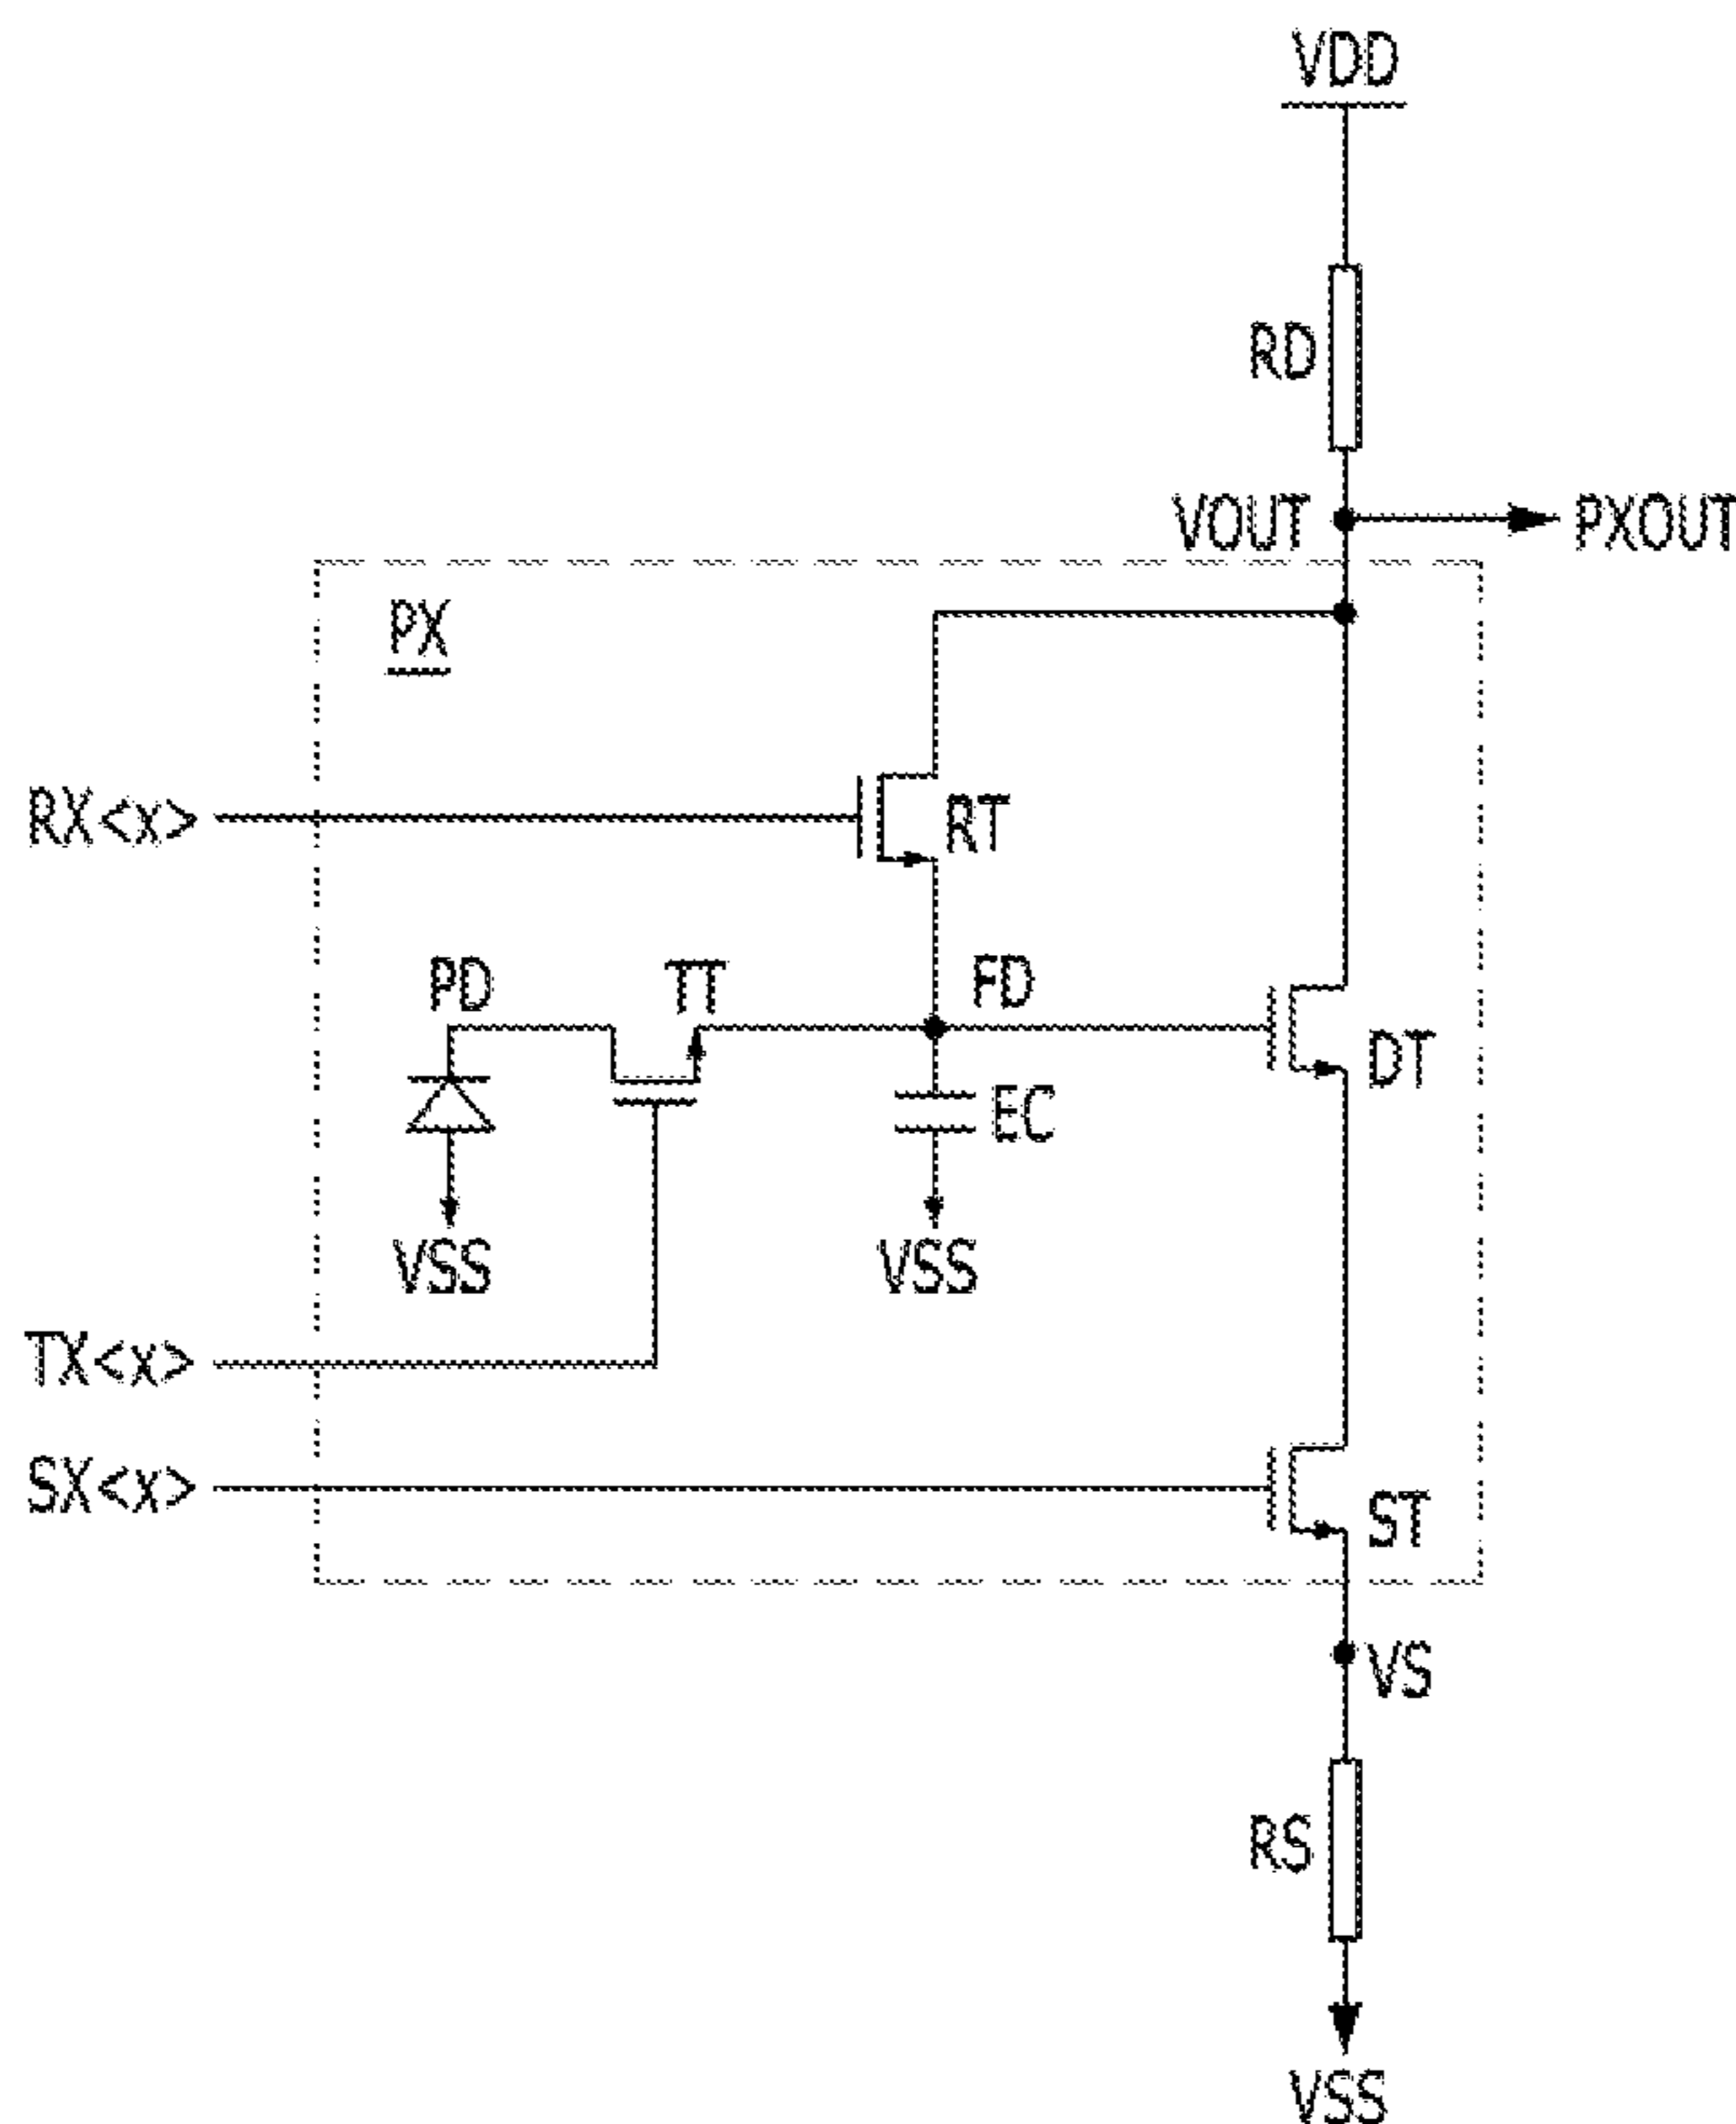 VDD
RD
VOUT
PXOUT
PX
RX<x>
RT
PD
TT
FD
DT
EC
VSS
VSS
TX<x>
SX<x>
ST
VS
RS
VSS